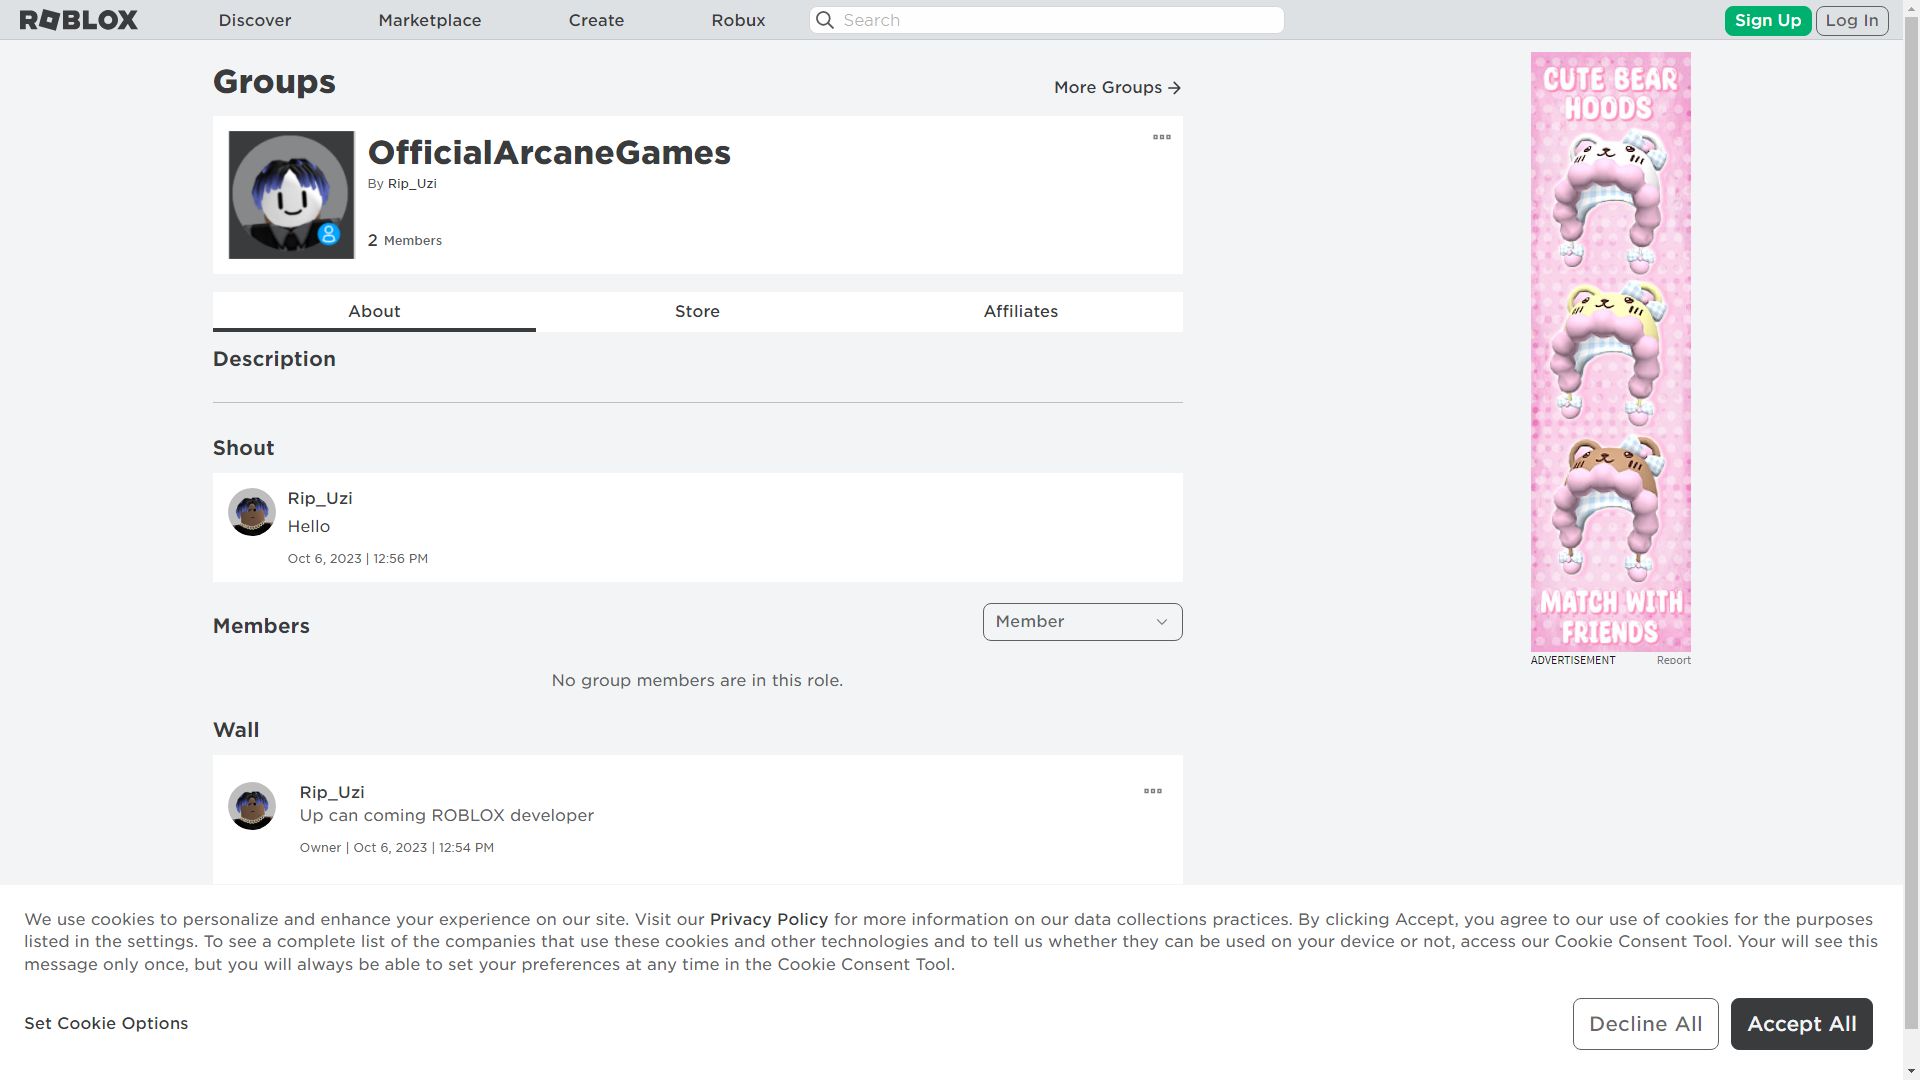 ROBLOX
Discover
Marketplace
Create
Robux
Search
Sign Up
Log In
Groups
More Groups
OfficialArcaneGames
By Rip_Uzi
2 Members
About
Store
Affiliates
Description
Shout
Rip_Uzi
Hello
Oct 6, 2023 | 12:56 PM
Members
Member
No group members are in this role.
Wall
Rip_Uzi
Up can coming ROBLOX developer
Owner | Oct 6, 2023 | 12:54 PM
CUTE BEAR
HOODS
MATCH WITH
FRIENDS
ADVERTISEMENT
Report
We use cookies to personalize and enhance your experience on our site. Visit our Privacy Policy for more information on our data collections practices. By clicking Accept, you agree to our use of cookies for the purposes
listed in the settings. To see a complete list of the companies that use these cookies and other technologies and to tell us whether they can be used on your device or not, access our Cookie Consent Tool. Your will see this
message only once, but you will always be able to set your preferences at any time in the Cookie Consent Tool.
Set Cookie Options
Decline All
Accept All